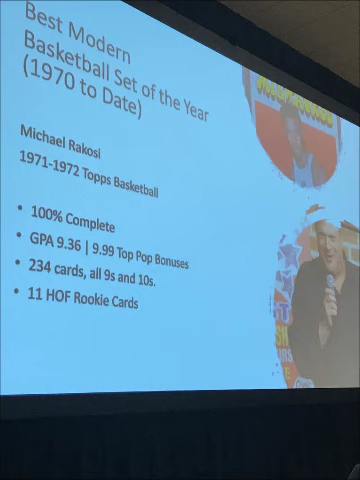 Best Modern
Basketball Set of the Year
(1970 to Date)
Michael Rakosi
1971-1972 Topps Basketball
• 100% Complete
• GPA 9.36 | 9.99 Top Pop Bonuses
• 234 cards, all 9s and 10s.
• 11 HOF Rookie Cards